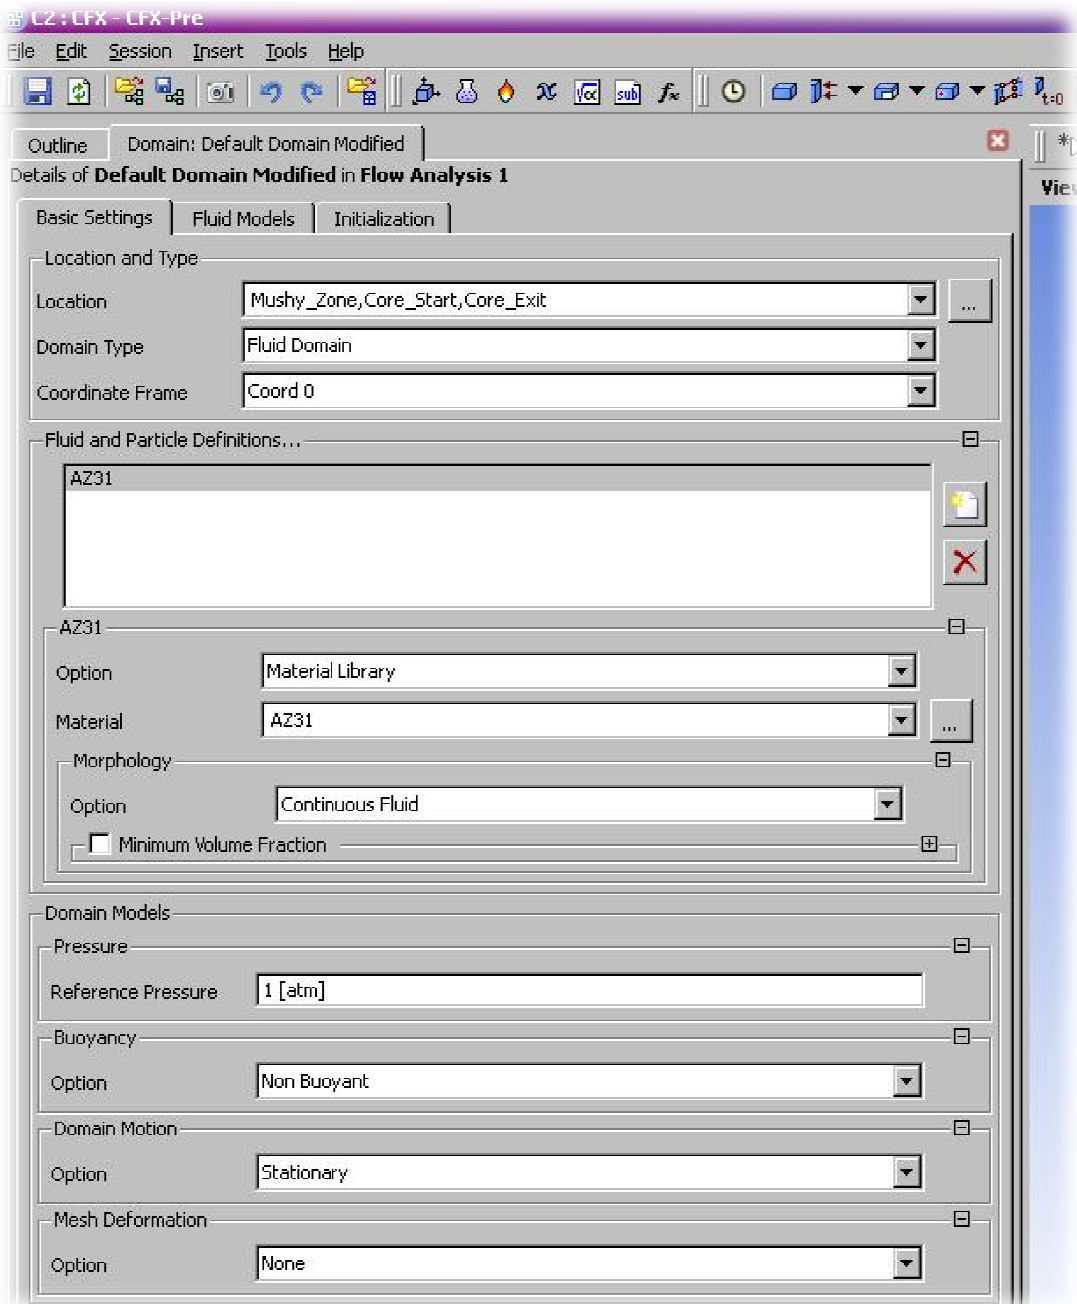 C2 : CFX - CFX-Pre
File Edit Session Insert Tools Help
√α sub fx t=0
Outline Domain: Default Domain Modified
Details of Default Domain Modified in Flow Analysis 1
Basic Settings Fluid Models Initialization
Location and Type
Location Mushy_Zone,Core_Start,Core_Exit ...
Domain Type Fluid Domain
Coordinate Frame Coord 0
Fluid and Particle Definitions...
AZ31
AZ31
Option Material Library
Material AZ31 ...
Morphology
Option Continuous Fluid
Minimum Volume Fraction
Domain Models
Pressure
Reference Pressure 1 [atm]
Buoyancy
Option Non Buoyant
Domain Motion
Option Stationary
Mesh Deformation
Option None